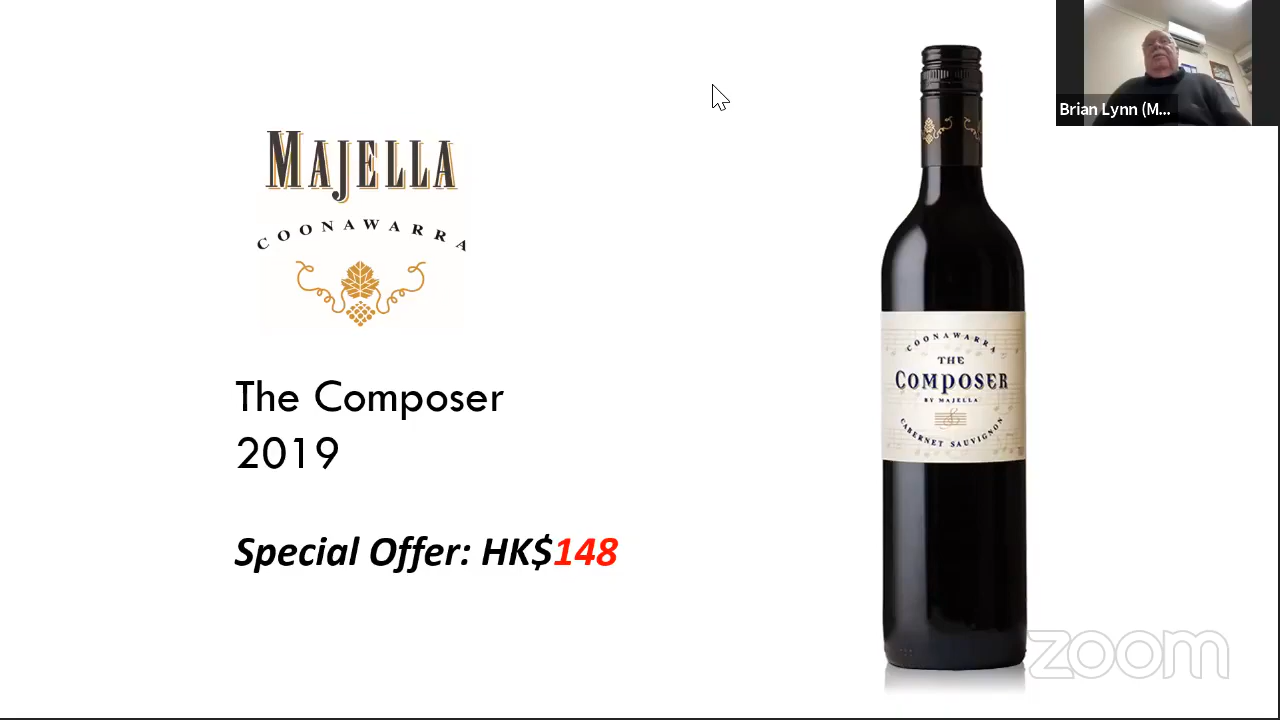 MAJELLA
COONAWARRA
The Composer
2019
Special Offer: HK$148
COONAWARRA
THE
COMPOSER
BY MAJELLA
CABERNET SAUVIGNON
Brian Lynn (M...
zoom